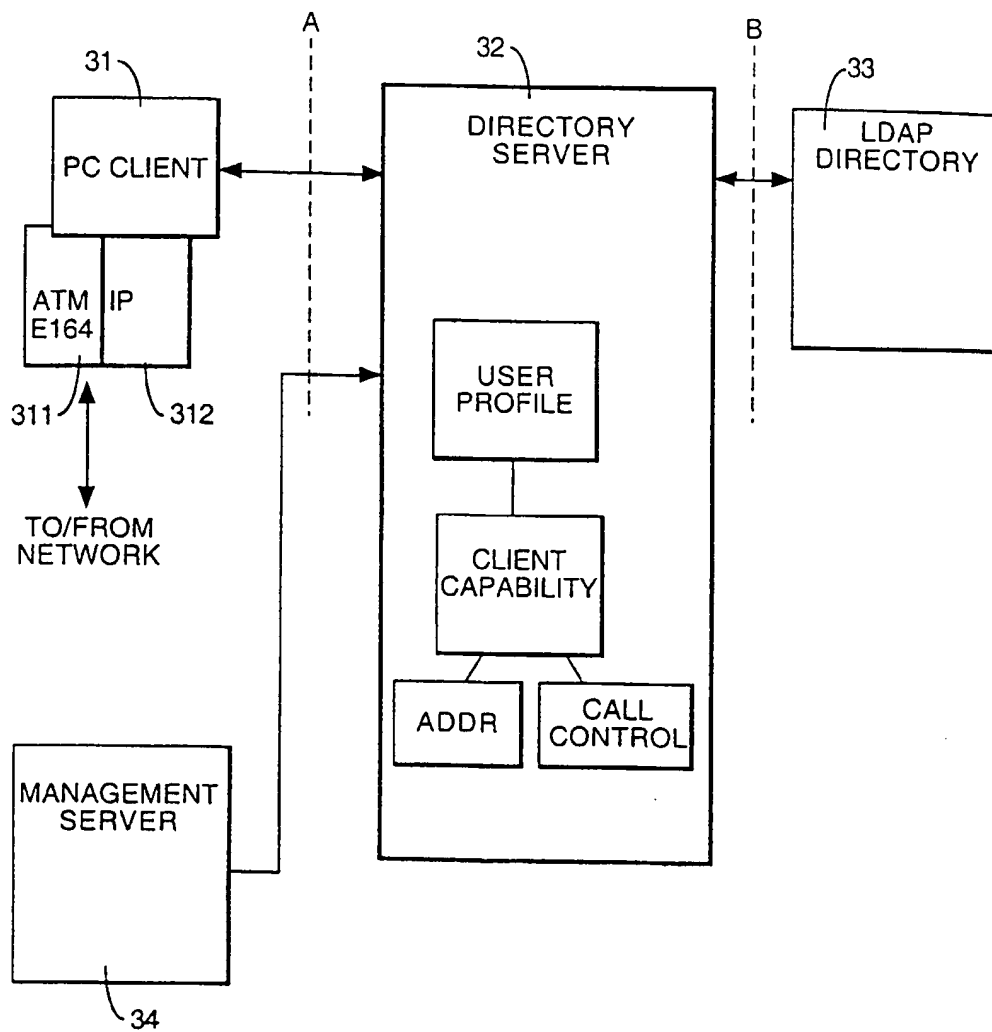 A
B
31
32
33
PC CLIENT
DIRECTORY
SERVER
LDAP
DIRECTORY
ATM
E164
IP
311
312
TO/FROM
NETWORK
USER
PROFILE
CLIENT
CAPABILITY
ADDR
CALL
CONTROL
MANAGEMENT
SERVER
34